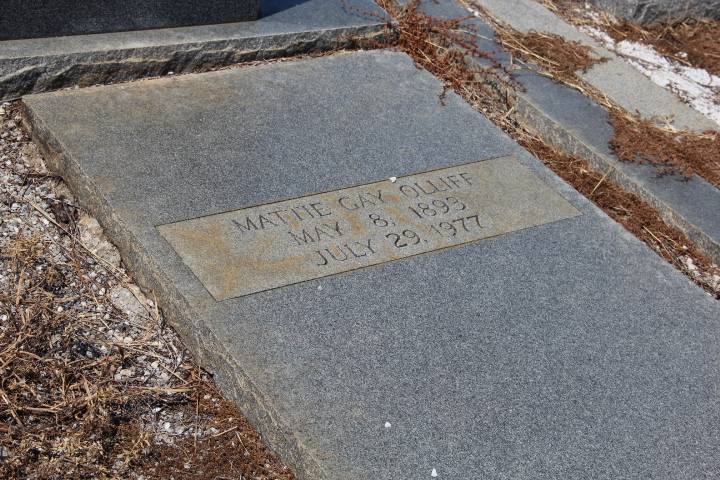 MATTIE GAY OLLIFF
MAY 8, 1893
JULY 29, 1977